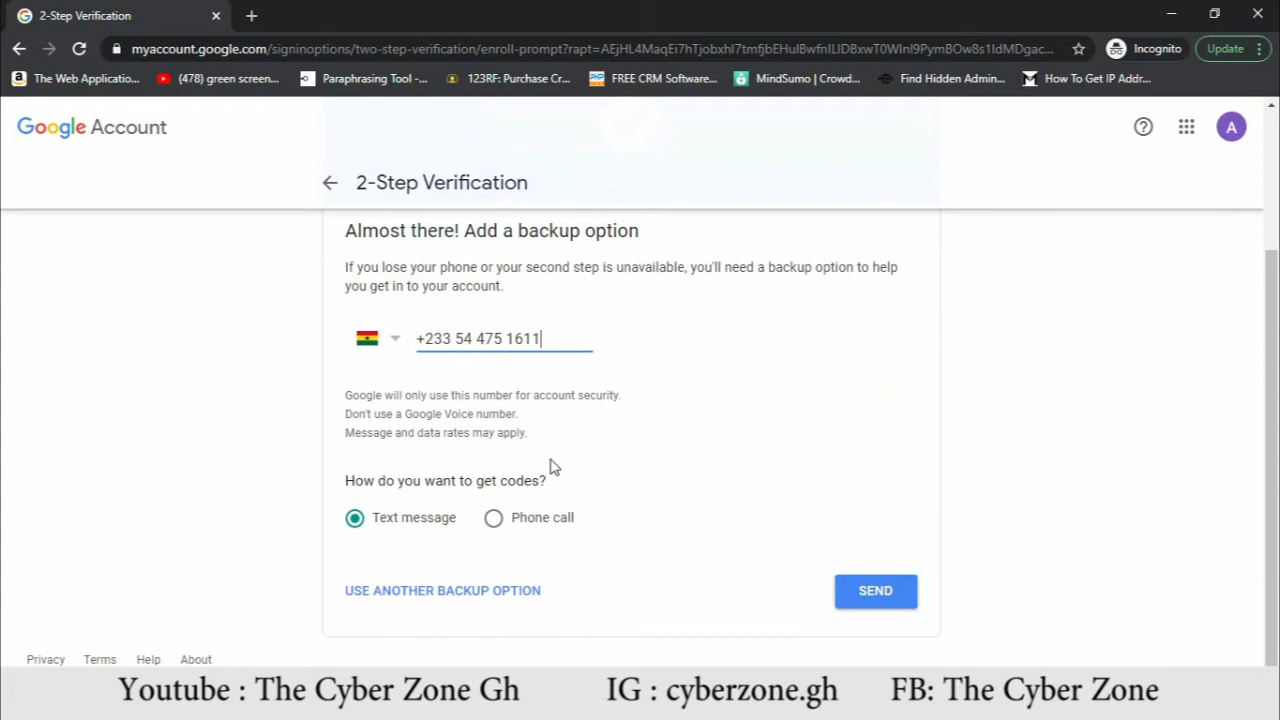 2-Step Verification
myaccount.google.com/signinoptions/two-step-verification/enroll-prompt?rapt=AEjHL4MaqEi7hTjobxhI7tmfjbEHulBwfnILlD8xwT0WInI9PymBOw8s1IdMDgac...
Incognito
Update
The Web Applicatio...
(478) green screen...
Paraphrasing Tool -...
123RF: Purchase Cr...
FREE CRM Software...
MindSumo | Crowd...
Find Hidden Admin...
How To Get IP Addr...
Google Account
A
2-Step Verification
Almost there! Add a backup option
If you lose your phone or your second step is unavailable, you'll need a backup option to help
you get in to your account.
+233 54 475 1611
Google will only use this number for account security.
Don't use a Google Voice number.
Message and data rates may apply.
How do you want to get codes?
Text message
Phone call
USE ANOTHER BACKUP OPTION
SEND
Privacy Terms Help About
Youtube : The Cyber Zone Gh IG : cyberzone.gh FB: The Cyber Zone